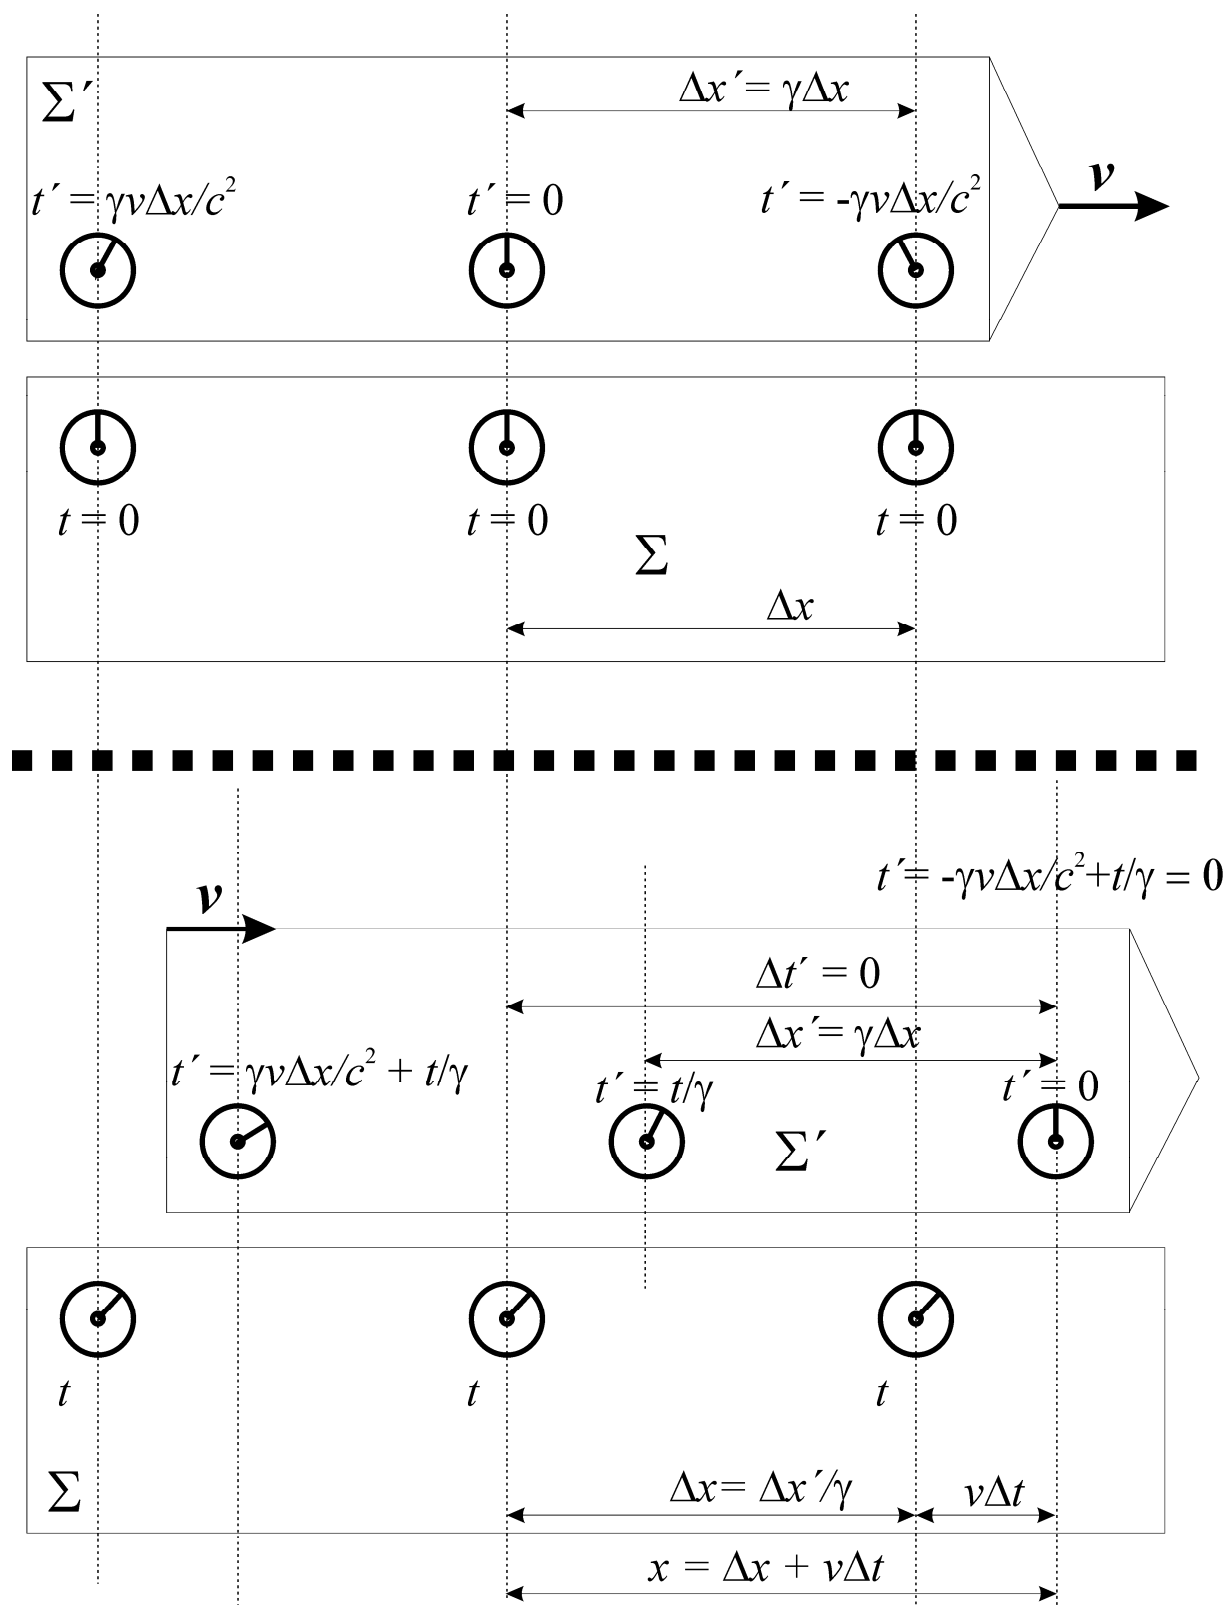 Σ´
Δx´= γΔx
v
t´ = γvΔx/c²
t´ = 0
t´ = -γvΔx/c²
t = 0
t = 0
t = 0
Σ
Δx
t´= -γvΔx/c²+t/γ = 0
v
Δt´ = 0
Δx´= γΔx
t´ = γvΔx/c² + t/γ
t´ = t/γ
t´ = 0
Σ´
t
t
t
Σ
Δx= Δx´/γ
vΔt
x = Δx + vΔt